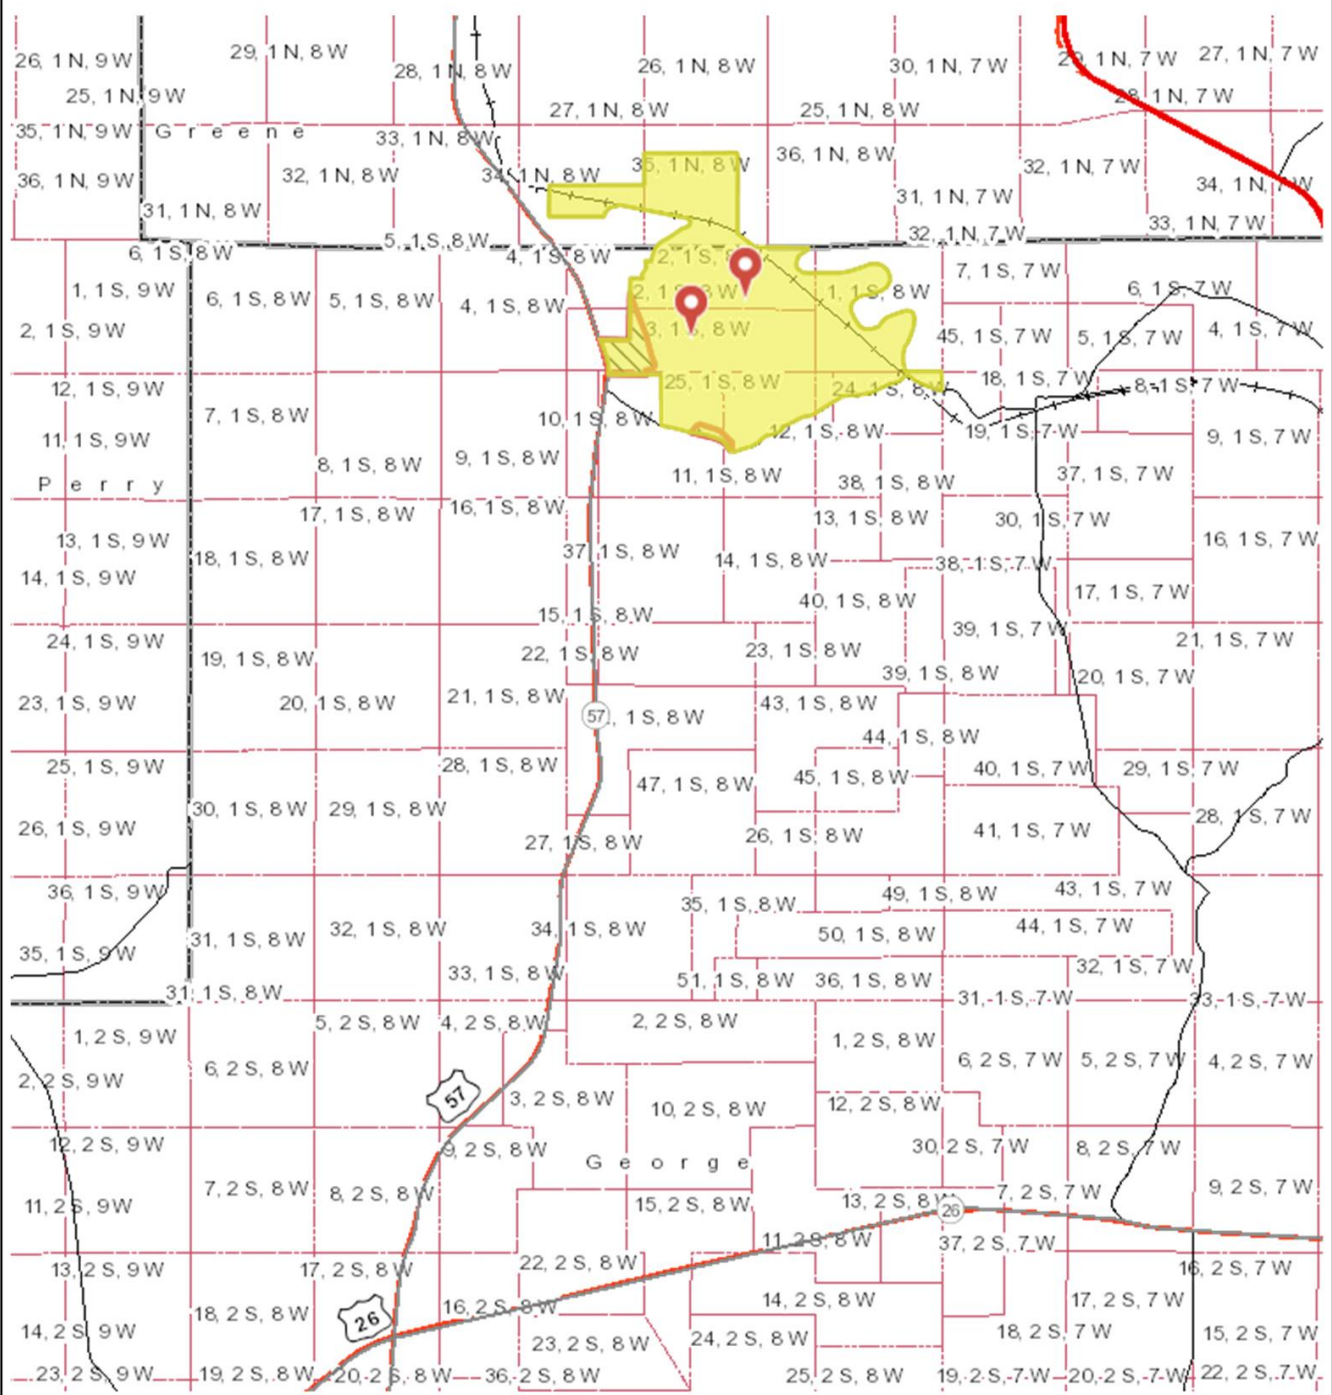 29, 1 N, 8 W
29, 1 N, 7 W
27, 1 N, 7 W
26, 1 N, 9 W
28, 1 N, 8 W
26, 1 N, 8 W
30, 1 N, 7 W
25, 1 N, 9 W
27, 1 N, 8 W
25, 1 N, 8 W
28, 1 N, 7 W
35, 1 N, 9 W
Greene
33, 1 N, 8 W
36, 1 N, 9 W
32, 1 N, 8 W
34, 1 N, 8 W
35, 1 N, 8 W
36, 1 N, 8 W
32, 1 N, 7 W
34, 1 N, 7 W
31, 1 N, 8 W
31, 1 N, 7 W
33, 1 N, 7 W
5, 1 S, 8 W
32, 1 N, 7 W
6, 1 S, 8 W
4, 1 S, 8 W
2, 1 S, 8
7, 1 S, 7 W
1, 1 S, 9 W
6, 1 S, 8 W
5, 1 S, 8 W
4, 1 S, 8 W
1, 1 S, 8 W
6, 1 S, 7 W
2, 1 S, 9 W
3, 1 S, 8 W
45, 1 S, 7 W
5, 1 S, 7 W
4, 1 S, 7 W
12, 1 S, 9 W
25, 1 S, 8 W
24, 1 S, 8 W
18, 1 S, 7 W
8, 1 S, 7 W
7, 1 S, 8 W
10, 1 S, 8 W
11, 1 S, 9 W
12, 1 S, 8 W
19, 1 S, 7 W
9, 1 S, 7 W
8, 1 S, 8 W
9, 1 S, 8 W
11, 1 S, 8 W
38, 1 S, 8 W
37, 1 S, 7 W
Perry
17, 1 S, 8 W
16, 1 S, 8 W
13, 1 S, 8 W
30, 1 S, 7 W
13, 1 S, 9 W
18, 1 S, 8 W
37, 1 S, 8 W
14, 1 S, 8 W
38, 1 S, 7 W
16, 1 S, 7 W
14, 1 S, 9 W
40, 1 S, 8 W
17, 1 S, 7 W
15, 1 S, 8 W
24, 1 S, 9 W
19, 1 S, 8 W
22, 1 S, 8 W
23, 1 S, 8 W
39, 1 S, 7 W
21, 1 S, 7 W
39, 1 S, 8 W
20, 1 S, 7 W
23, 1 S, 9 W
20, 1 S, 8 W
21, 1 S, 8 W
57
1 S, 8 W
43, 1 S, 8 W
44, 1 S, 8 W
25, 1 S, 9 W
28, 1 S, 8 W
47, 1 S, 8 W
45, 1 S, 8 W
40, 1 S, 7 W
29, 1 S, 7 W
26, 1 S, 9 W
30, 1 S, 8 W
29, 1 S, 8 W
27, 1 S, 8 W
26, 1 S, 8 W
41, 1 S, 7 W
28, 1 S, 7 W
36, 1 S, 9 W
35, 1 S, 8 W
49, 1 S, 8 W
43, 1 S, 7 W
35, 1 S, 9 W
31, 1 S, 8 W
32, 1 S, 8 W
34, 1 S, 8 W
50, 1 S, 8 W
44, 1 S, 7 W
33, 1 S, 8 W
51, 1 S, 8 W
36, 1 S, 8 W
32, 1 S, 7 W
31, 1 S, 8 W
31, 1 S, 7 W
33, 1 S, 7 W
1, 2 S, 9 W
5, 2 S, 8 W
4, 2 S, 8 W
2, 2 S, 8 W
1, 2 S, 8 W
2, 2 S, 9 W
6, 2 S, 8 W
6, 2 S, 7 W
5, 2 S, 7 W
4, 2 S, 7 W
57
3, 2 S, 8 W
10, 2 S, 8 W
12, 2 S, 8 W
12, 2 S, 9 W
9, 2 S, 8 W
George
30, 2 S, 7 W
8, 2 S, 7 W
11, 2 S, 9 W
7, 2 S, 8 W
8, 2 S, 8 W
15, 2 S, 8 W
13, 2 S, 8 W
26
7, 2 S, 7 W
9, 2 S, 7 W
11, 2 S, 8 W
37, 2 S, 7 W
13, 2 S, 9 W
17, 2 S, 8 W
22, 2 S, 8 W
16, 2 S, 7 W
26
18, 2 S, 8 W
16, 2 S, 8 W
14, 2 S, 8 W
17, 2 S, 7 W
14, 2 S, 9 W
23, 2 S, 8 W
24, 2 S, 8 W
18, 2 S, 7 W
15, 2 S, 7 W
23, 2 S, 9 W
19, 2 S, 8 W
20, 2 S, 8 W
36, 2 S, 8 W
25, 2 S, 8 W
19, 2 S, 7 W
20, 2 S, 7 W
22, 2 S, 7 W